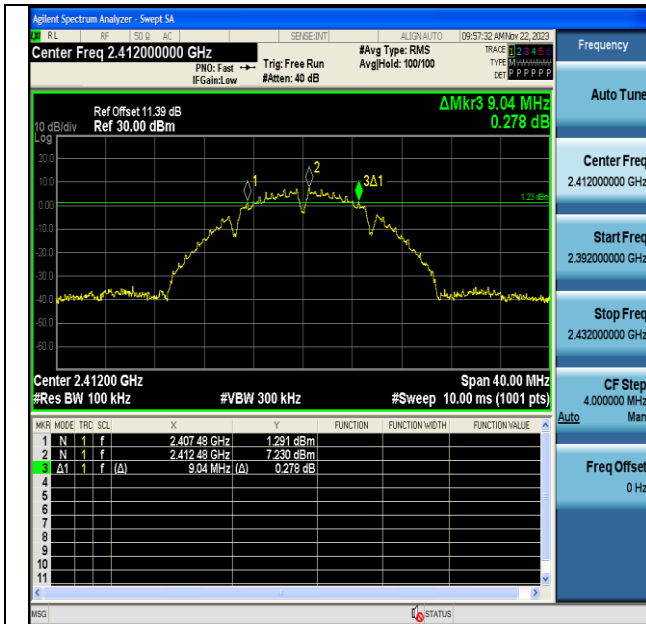 Agilent Spectrum Analyzer - Swept SA
RL RF 50 Ω AC SENSE:INT ALIGNAUTO 09:57:32 AMNov 22, 2023
Center Freq 2.412000000 GHz
PNO: Fast
IFGain:Low
Trig: Free Run
#Atten: 40 dB
#Avg Type: RMS
Avg|Hold: 100/100
TRACE 1 2 3 4 5 6
TYPE M
DET P P P P P P
Ref Offset 11.39 dB
10 dB/div Ref 30.00 dBm
Log
ΔMkr3 9.04 MHz
0.278 dB
20.0
10.0
0.00
-10.0
-20.0
-30.0
-40.0
-50.0
-60.0
1
2
3Δ1
1.23 dBm
Center 2.41200 GHz Span 40.00 MHz
#Res BW 100 kHz #VBW 300 kHz #Sweep 10.00 ms (1001 pts)
MKR MODE TRC SCL X Y FUNCTION FUNCTION WIDTH FUNCTION VALUE
1 N 1 f 2.407 48 GHz 1.291 dBm
2 N 1 f 2.412 48 GHz 7.230 dBm
3 Δ1 1 f (Δ) 9.04 MHz (Δ) 0.278 dB
4
5
6
7
8
9
10
11
MSG STATUS
Frequency
Auto Tune
Center Freq
2.412000000 GHz
Start Freq
2.392000000 GHz
Stop Freq
2.432000000 GHz
CF Step
4.000000 MHz
Auto Man
Freq Offset
0 Hz